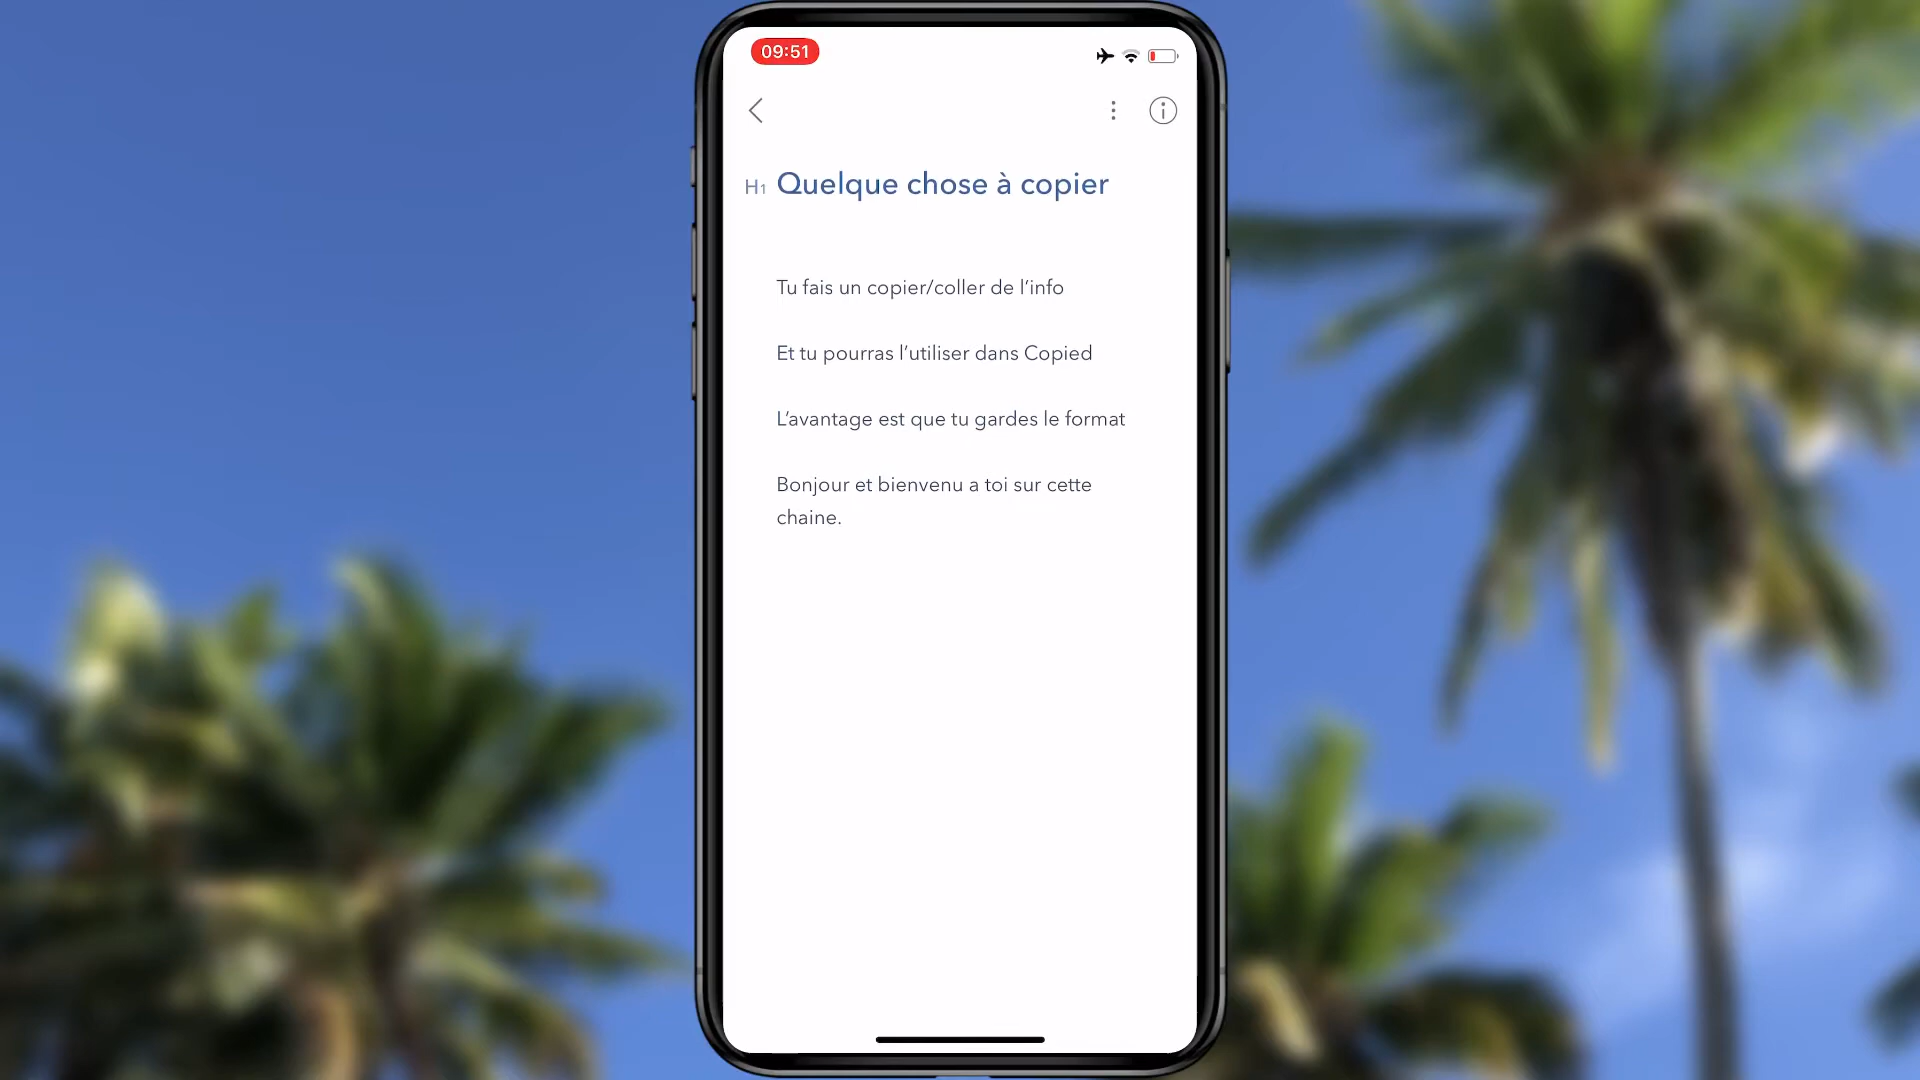 09:51
H1 Quelque chose à copier
Tu fais un copier/coller de l’info
Et tu pourras l’utiliser dans Copied
L’avantage est que tu gardes le format
Bonjour et bienvenu a toi sur cette
chaine.